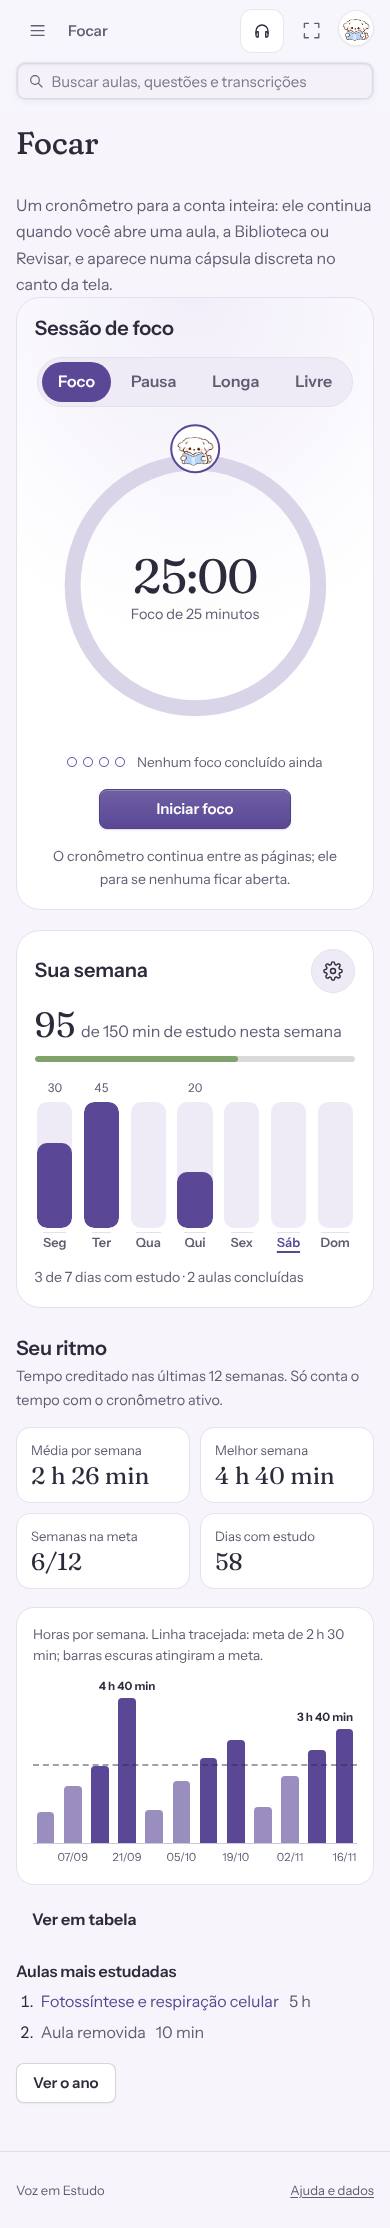 Focar
Buscar aulas, questões e transcrições
Focar
Um cronômetro para a conta inteira: ele continua
quando você abre uma aula, a Biblioteca ou
Revisar, e aparece numa cápsula discreta no
canto da tela.
Sessão de foco
Foco Pausa Longa Livre
25:00
Foco de 25 minutos
Nenhum foco concluído ainda
Iniciar foco
O cronômetro continua entre as páginas; ele
para se nenhuma ficar aberta.
Sua semana
95 de 150 min de estudo nesta semana
30 45 20
Seg Ter Qua Qui Sex Sáb Dom
3 de 7 dias com estudo · 2 aulas concluídas
Seu ritmo
Tempo creditado nas últimas 12 semanas. Só conta o
tempo com o cronômetro ativo.
Média por semana
2 h 26 min
Melhor semana
4 h 40 min
Semanas na meta
6/12
Dias com estudo
58
Horas por semana. Linha tracejada: meta de 2 h 30
min; barras escuras atingiram a meta.
4 h 40 min
3 h 40 min
07/09 21/09 05/10 19/10 02/11 16/11
Ver em tabela
Aulas mais estudadas
1. Fotossíntese e respiração celular 5 h
2. Aula removida 10 min
Ver o ano
Voz em Estudo
Ajuda e dados